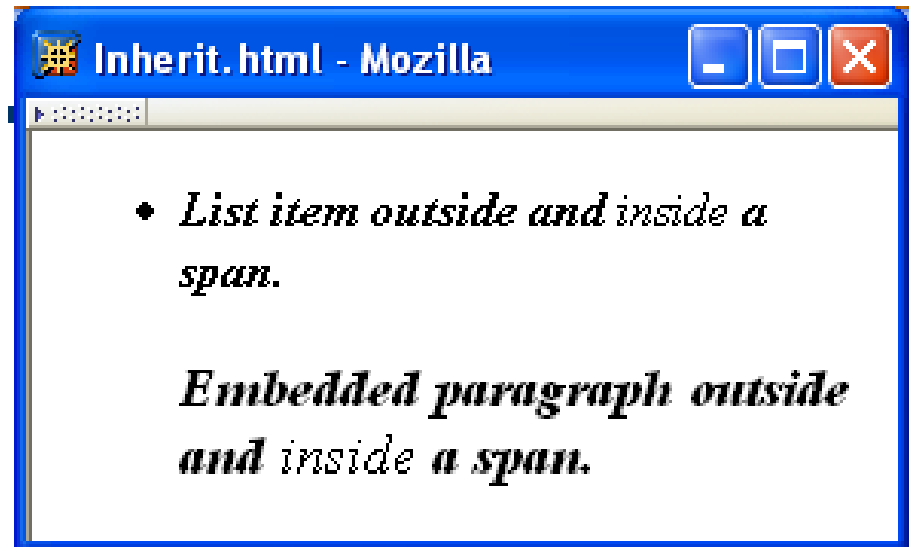 Inherit.html - Mozilla
• List item outside and inside a
span.
Embedded paragraph outside
and inside a span.